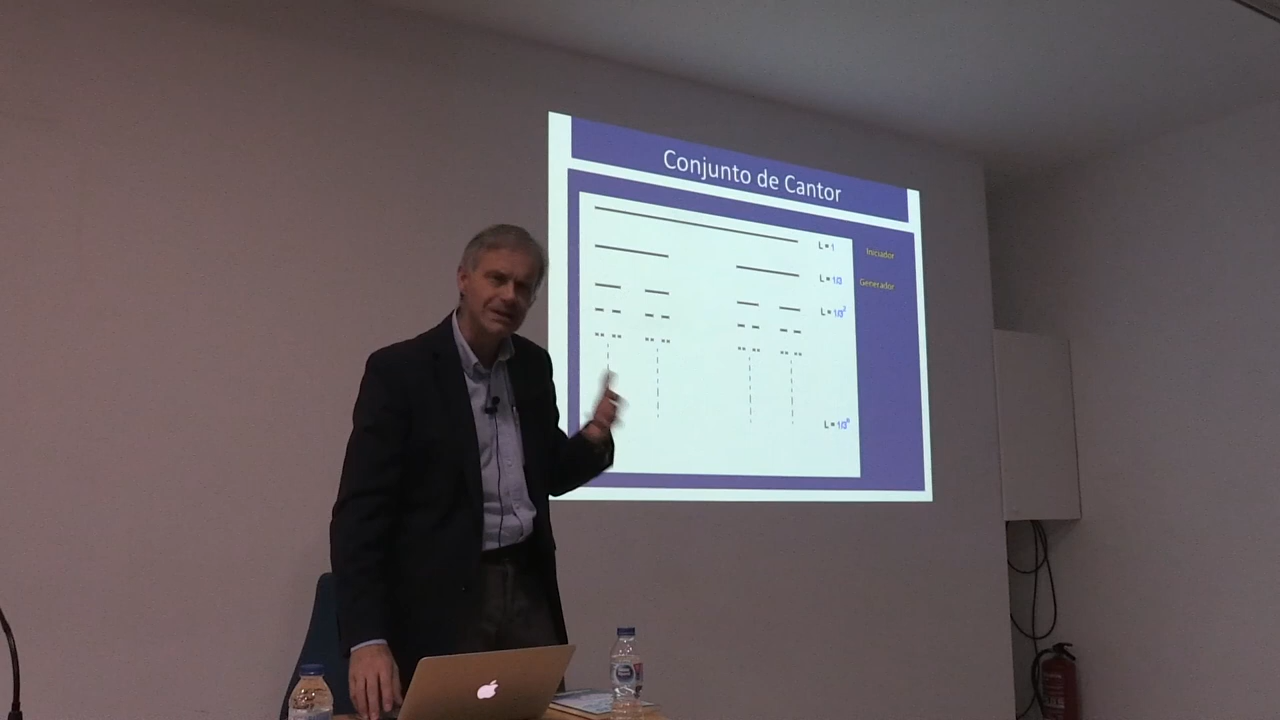 Conjunto de Cantor
L = 1
Iniciador
L = 1/3
Generador
L = 1/3²
L = 1/3ⁿ